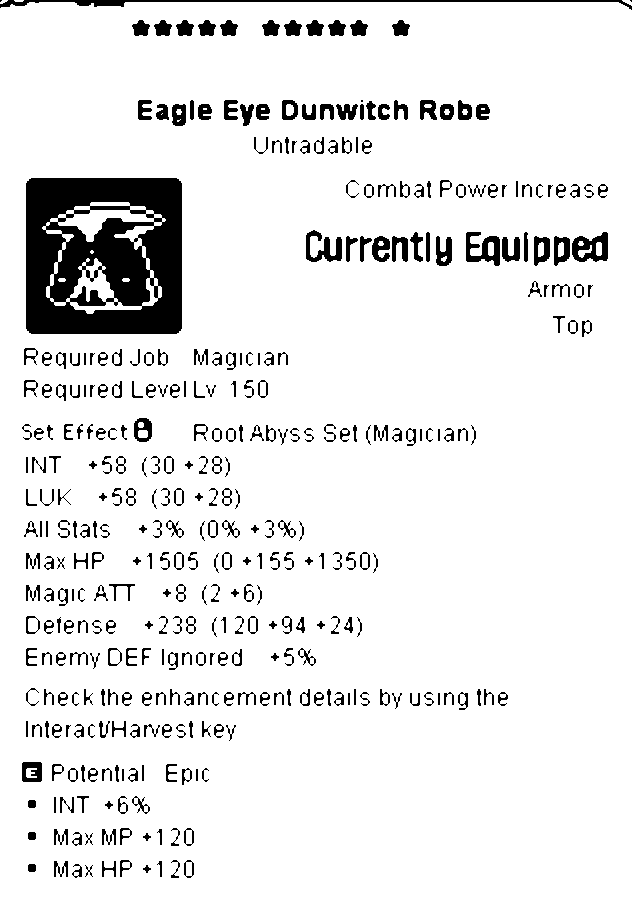 ★★★★★ ★★★★★ ★
Eagle Eye Dunwitch Robe
Untradable
Combat Power Increase
Currently Equipped
Armor
Top
Required Job Magician
Required Level Lv 150
Set Effect 8 Root Abyss Set (Magician)
INT +58 (30 +28)
LUK +58 (30 +28)
All Stats +3% (0% +3%)
Max HP +1505 (0 +155 +1350)
Magic ATT +8 (2 +6)
Defense +238 (120 +94 +24)
Enemy DEF Ignored +5%
Check the enhancement details by using the
Interact/Harvest key
E Potential Epic
• INT +6%
• Max MP +120
• Max HP +120